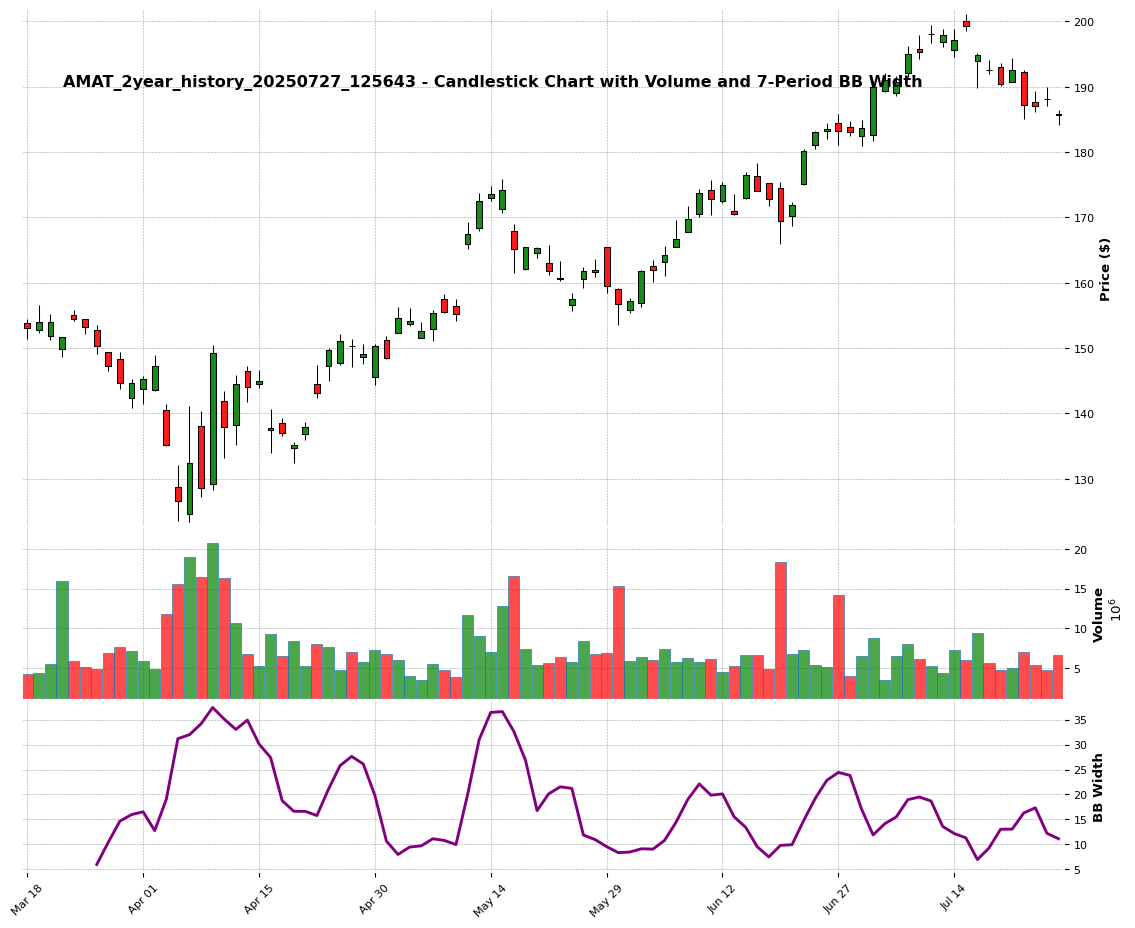 AMAT_2year_history_20250727_125643 - Candlestick Chart with Volume and 7-Period BB Width
200
190
180
170
160
150
140
130
Price ($)
20
15
10
5
Volume
10^6
35
30
25
20
15
10
5
BB Width
Mar 18
Apr 01
Apr 15
Apr 30
May 14
May 29
Jun 12
Jun 27
Jul 14